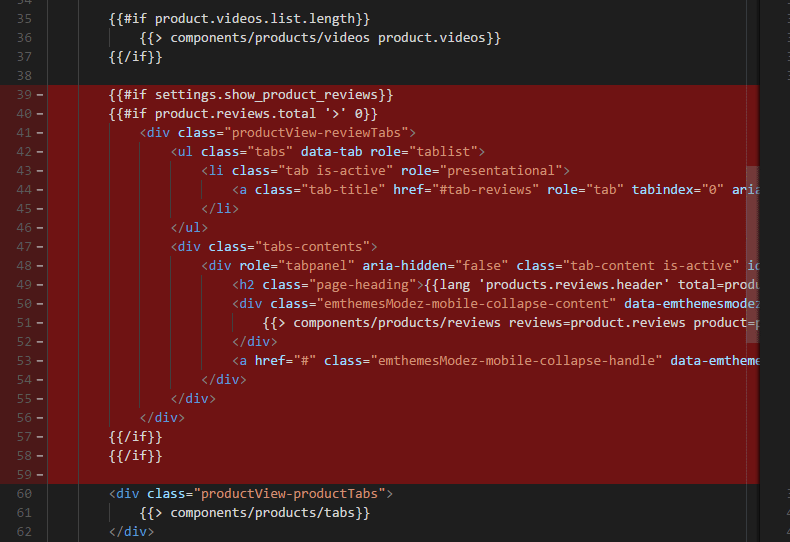 35 {{#if product.videos.list.length}}
36 {{> components/products/videos product.videos}}
37 {{/if}}
38
39 - {{#if settings.show_product_reviews}}
40 - {{#if product.reviews.total '>' 0}}
41 - <div class="productView-reviewTabs">
42 - <ul class="tabs" data-tab role="tablist">
43 - <li class="tab is-active" role="presentational">
44 - <a class="tab-title" href="#tab-reviews" role="tab" tabindex="0" aria
45 - </li>
46 - </ul>
47 - <div class="tabs-contents">
48 - <div role="tabpanel" aria-hidden="false" class="tab-content is-active" id
49 - <h2 class="page-heading">{{lang 'products.reviews.header' total=produ
50 - <div class="emthemesModez-mobile-collapse-content" data-emthemesmodez
51 - {{> components/products/reviews reviews=product.reviews product=p
52 - </div>
53 - <a href="#" class="emthemesModez-mobile-collapse-handle" data-emtheme
54 - </div>
55 - </div>
56 - </div>
57 - {{/if}}
58 - {{/if}}
59 -
60 <div class="productView-productTabs">
61 {{> components/products/tabs}}
62 </div>